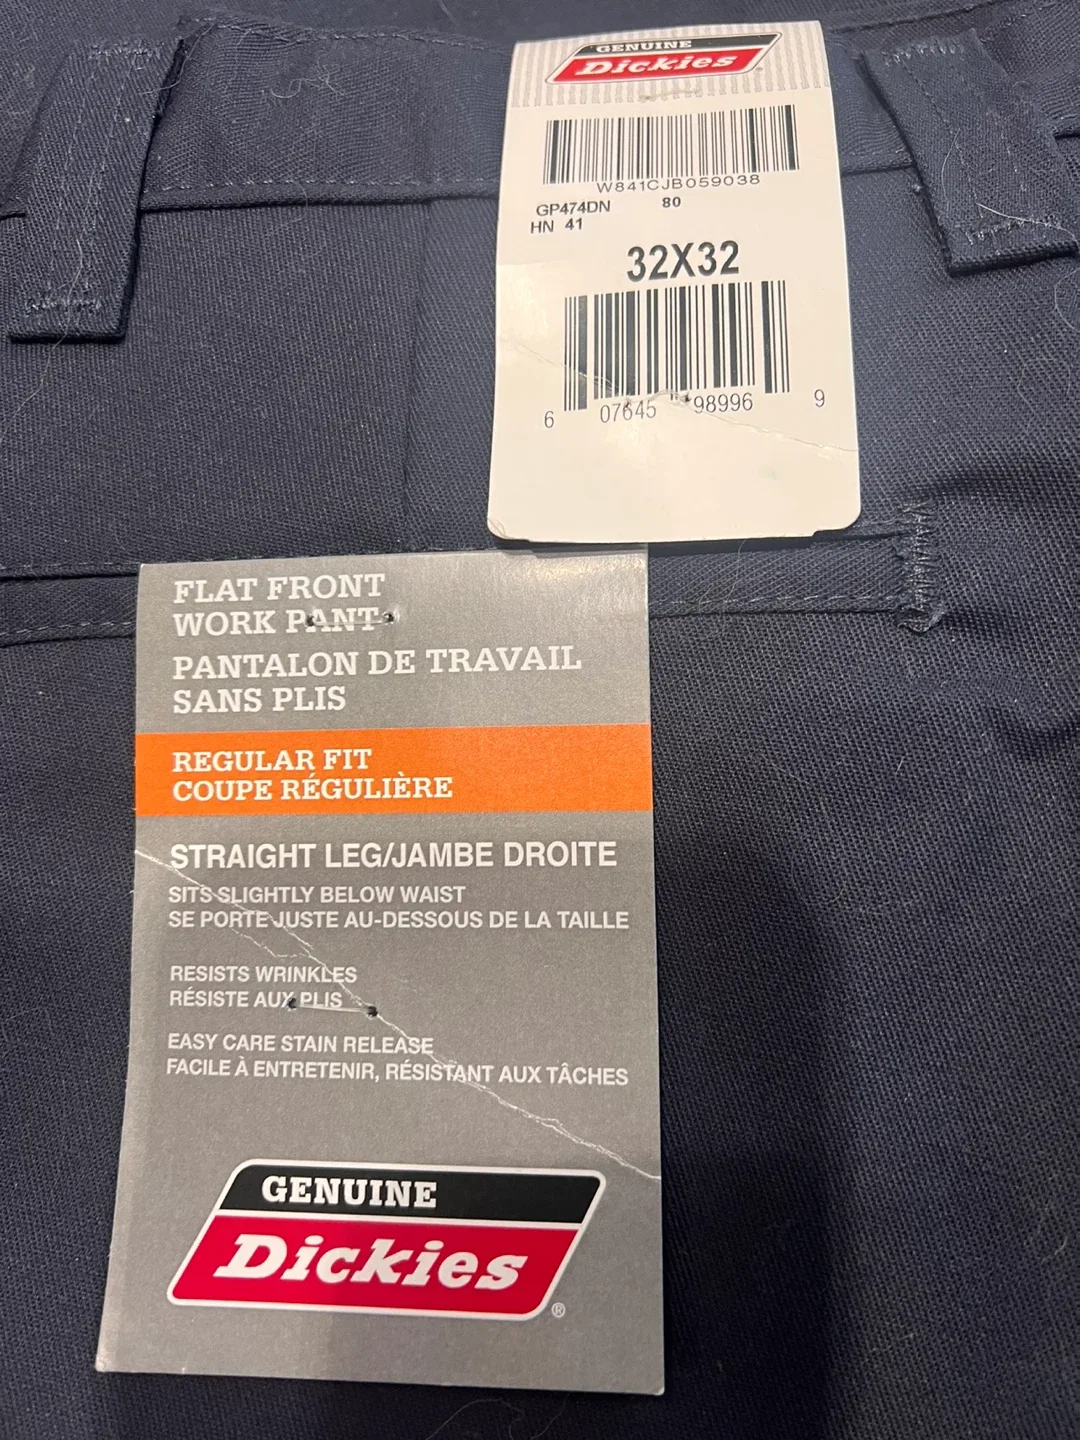 GENUINE
Dickies
W841CJB059038
GP474DN 80
HN 41
32X32
6 07645 98996 9
FLAT FRONT
WORK PANT
PANTALON DE TRAVAIL
SANS PLIS
REGULAR FIT
COUPE RÉGULIÈRE
STRAIGHT LEG/JAMBE DROITE
SITS SLIGHTLY BELOW WAIST
SE PORTE JUSTE AU-DESSOUS DE LA TAILLE
RESISTS WRINKLES
RÉSISTE AUX PLIS
EASY CARE STAIN RELEASE
FACILE À ENTRETENIR, RÉSISTANT AUX TÂCHES
GENUINE
Dickies®